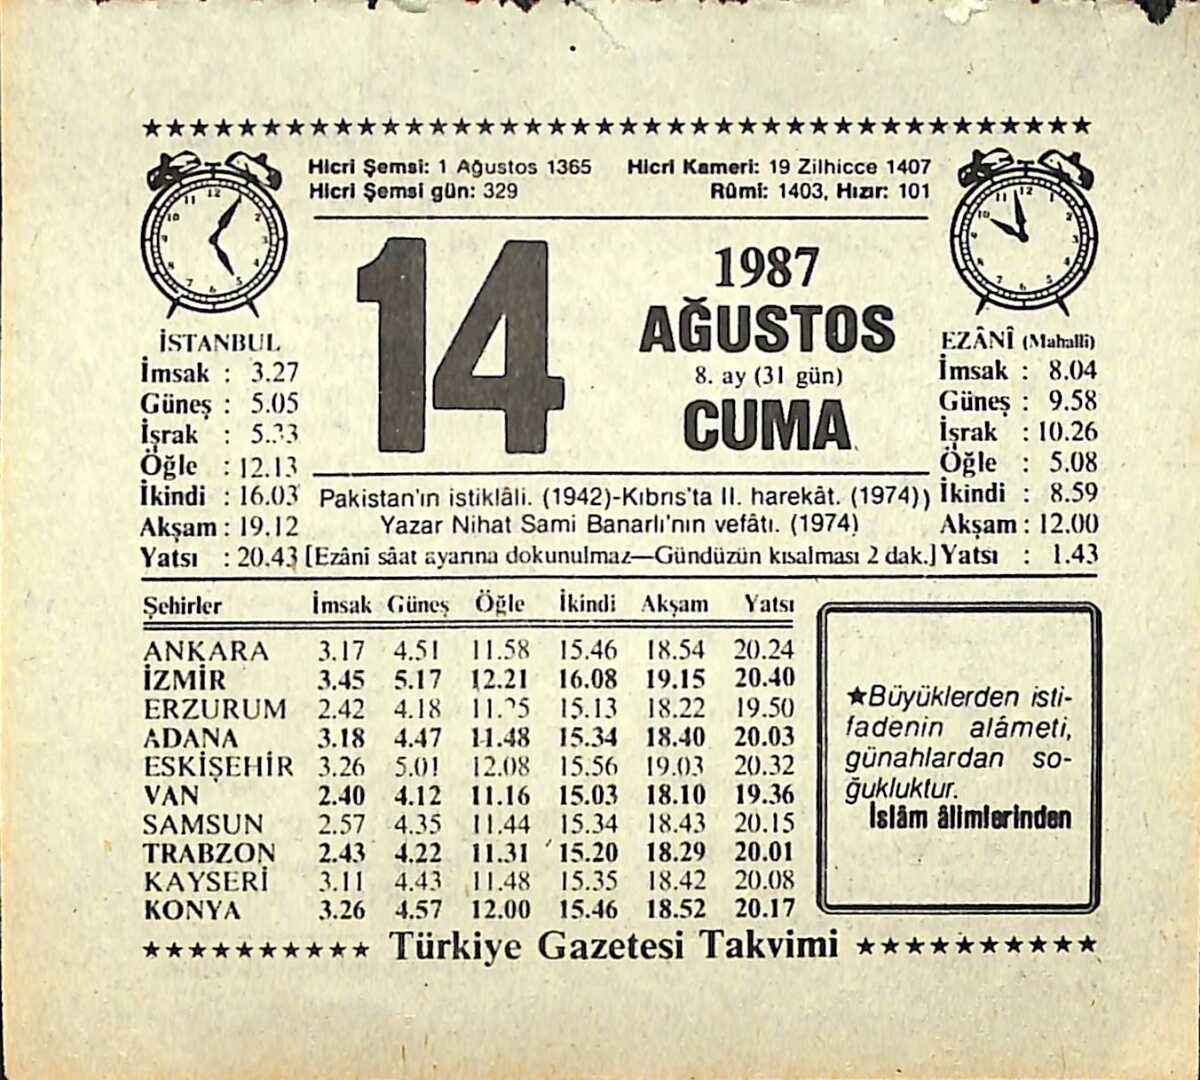 Hicri Şemsi: 1 Ağustos 1365 Hicri Kameri: 19 Zilhicce 1407
Hicri Şemsi gün: 329 Rûmi: 1403, Hızır: 101
14
1987
AĞUSTOS
8. ay (31 gün)
CUMA
İSTANBUL
İmsak : 3.27
Güneş : 5.05
İşrak : 5.33
Öğle : 12.13
İkindi : 16.03
Akşam : 19.12
Yatsı : 20.43
EZÂNÎ (Mahallî)
İmsak : 8.04
Güneş : 9.58
İşrak : 10.26
Öğle : 5.08
İkindi : 8.59
Akşam : 12.00
Yatsı : 1.43
Pakistan'ın istiklâli. (1942)-Kıbrıs'ta II. harekât. (1974))
Yazar Nihat Sami Banarlı'nın vefâtı. (1974)
[Ezânî sâat ayarına dokunulmaz—Gündüzün kısalması 2 dak.]
Şehirler İmsak Güneş Öğle İkindi Akşam Yatsı
ANKARA 3.17 4.51 11.58 15.46 18.54 20.24
İZMİR 3.45 5.17 12.21 16.08 19.15 20.40
ERZURUM 2.42 4.18 15.13 18.22 19.50
ADANA 3.18 4.47 11.48 15.34 18.40 20.03
ESKİŞEHİR 3.26 5.01 12.08 15.56 19.03 20.32
VAN 2.40 4.12 11.16 15.03 18.10 19.36
SAMSUN 2.57 4.35 11.44 15.34 18.43 20.15
TRABZON 2.43 4.22 11.31 15.20 18.29 20.01
KAYSERİ 3.11 4.43 11.48 15.35 18.42 20.08
KONYA 3.26 4.57 12.00 15.46 18.52 20.17
★Büyüklerden isti-
fadenin alâmeti,
günahlardan so-
ğukluktur.
İslâm âlimlerinden
Türkiye Gazetesi Takvimi